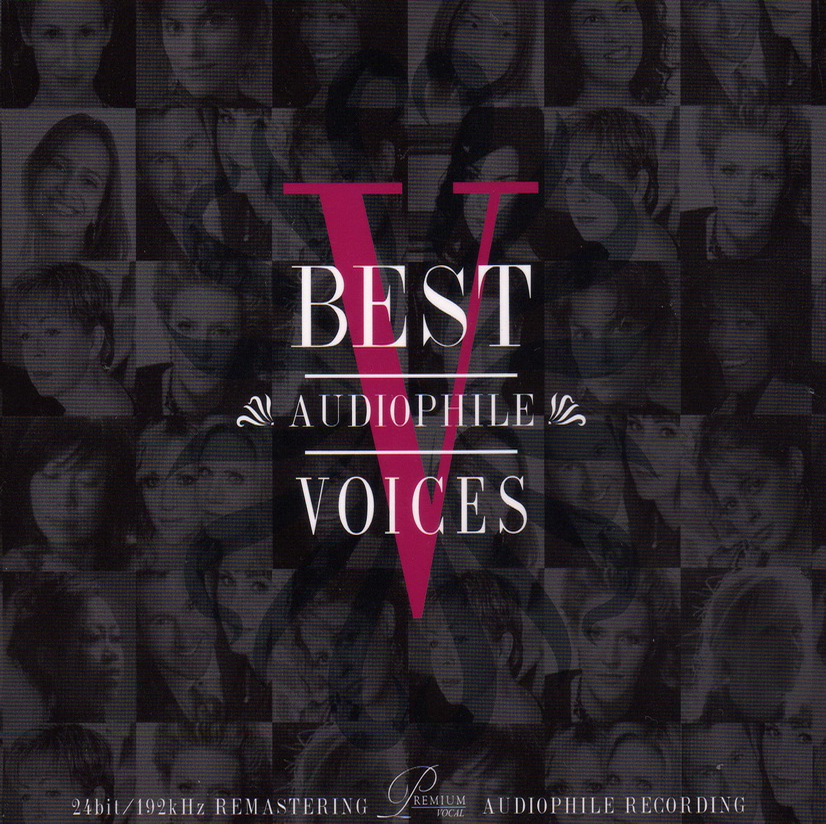 V
BEST
AUDIOPHILE
VOICES
24bit/192kHz REMASTERING
PREMIUM
VOCAL
AUDIOPHILE RECORDING